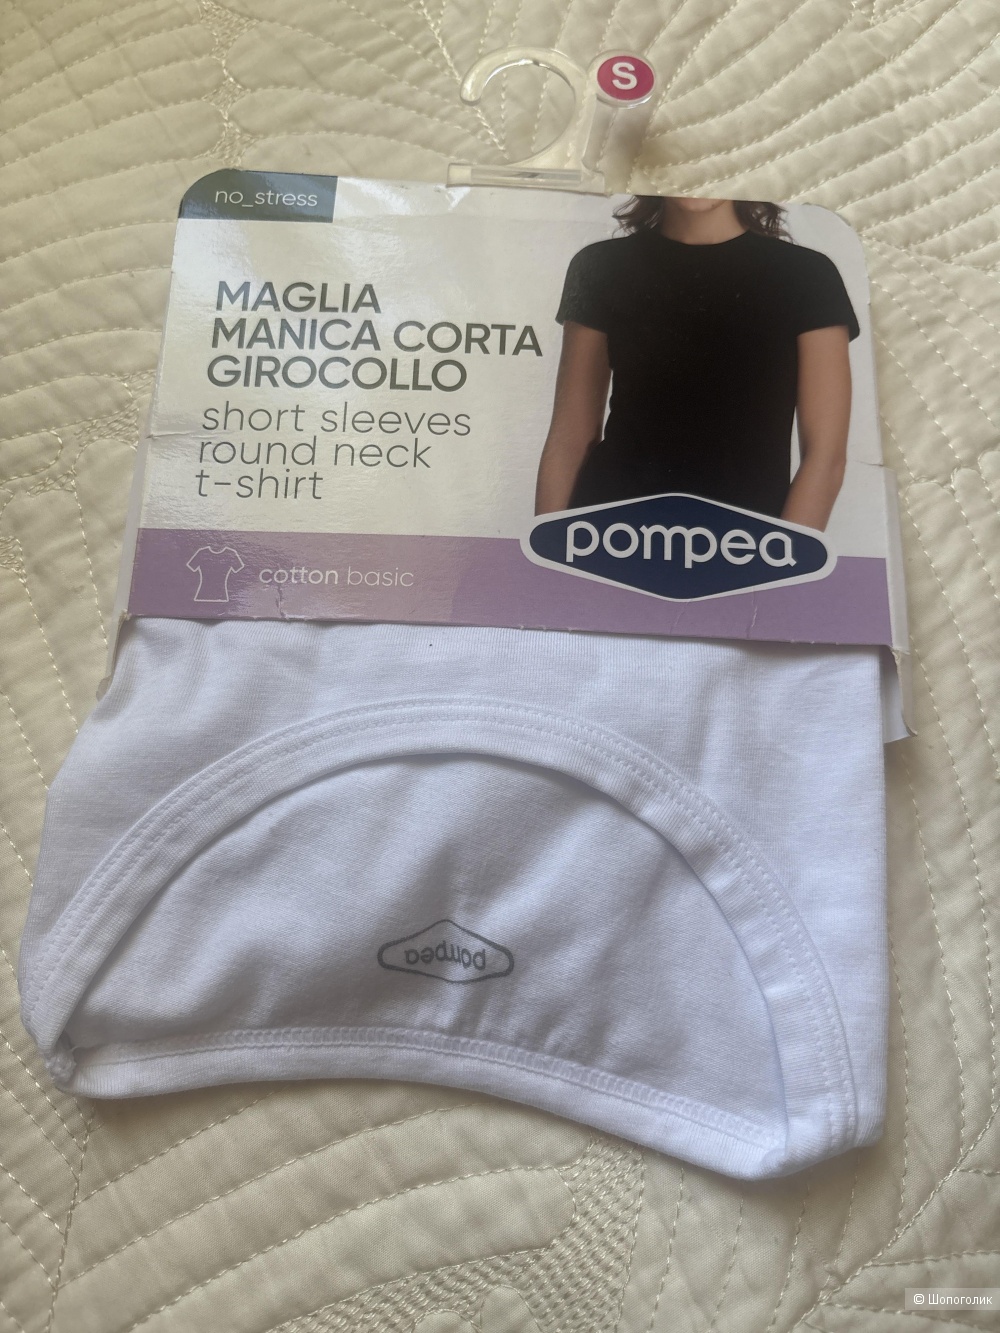 S
no_stress
MAGLIA
MANICA CORTA
GIROCOLLO
short sleeves
round neck
t-shirt
pompea
cotton basic
pompea
© Шопоголик